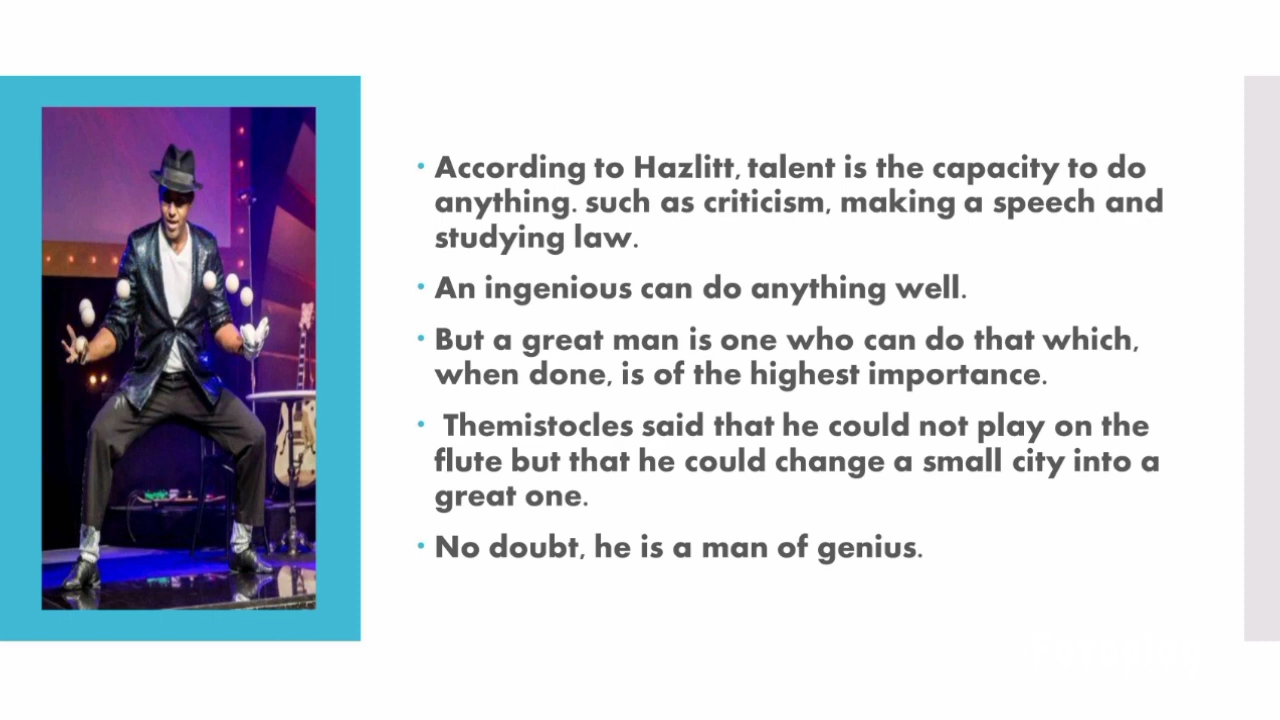 • According to Hazlitt, talent is the capacity to do
anything. such as criticism, making a speech and
studying law.
• An ingenious can do anything well.
• But a great man is one who can do that which,
when done, is of the highest importance.
• Themistocles said that he could not play on the
flute but that he could change a small city into a
great one.
• No doubt, he is a man of genius.